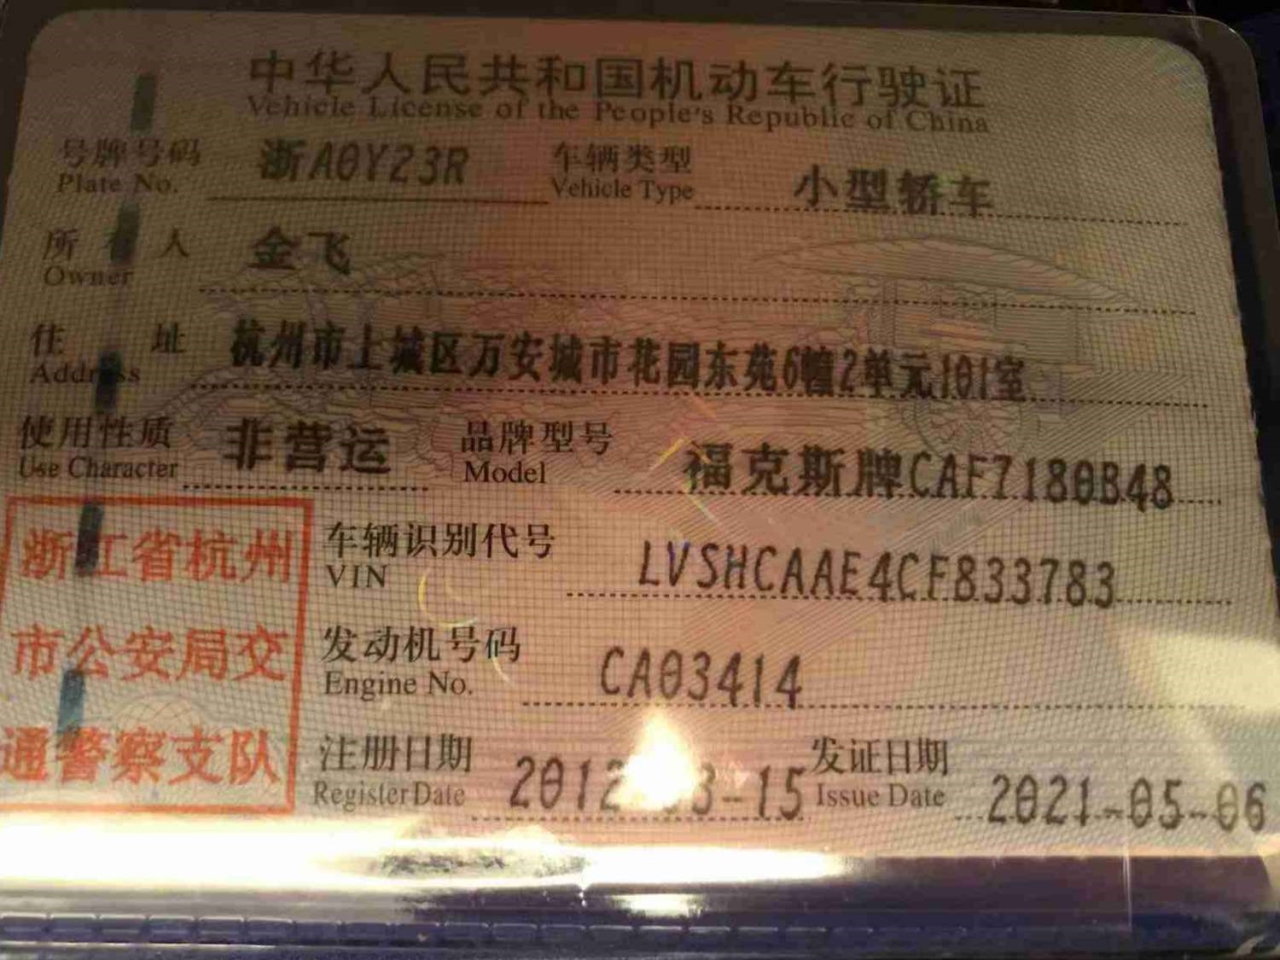 中华人民共和国机动车行驶证
Vehicle License of the People's Republic of China
号牌号码 浙A0Y23R 车辆类型 小型轿车
Plate No. Vehicle Type
所有人 金飞
Owner
住址 杭州市上城区万安城市花园东苑6幢2单元101室
Address
使用性质 非营运 品牌型号 福克斯牌CAF7180B48
Use Character Model
浙江省杭州
市公安局交
通警察支队
车辆识别代号 LVSHCAAE4CF833783
VIN
发动机号码 CA03414
Engine No.
注册日期 2012 3-15 发证日期 2021-05-06
Register Date Issue Date